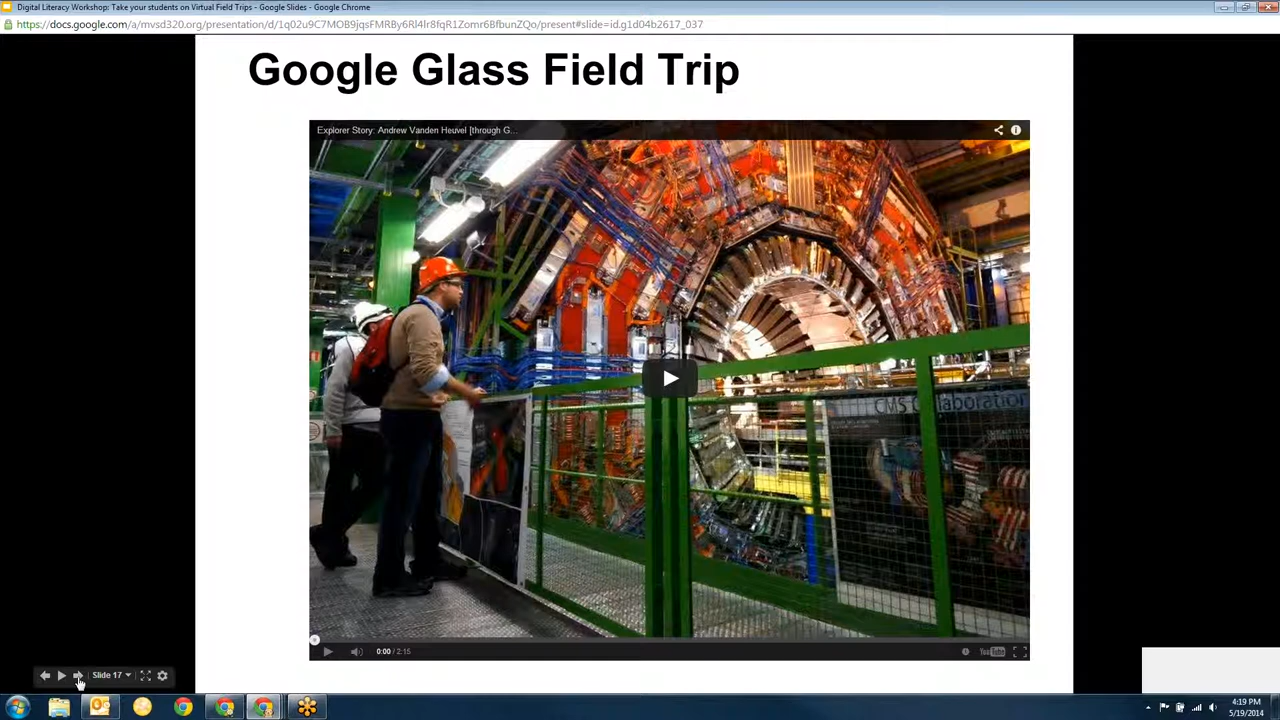 Digital Literacy Workshop: Take your students on Virtual Field Trips - Google Slides - Google Chrome
https://docs.google.com/a/mvsd320.org/presentation/d/1q02u9C7MOB9jqsFMRBy6Rl4Ir8fqR1Zomr6BfbunZQo/present#slide=id.g1d04b2617_037
Google Glass Field Trip
Explorer Story: Andrew Vanden Heuvel [through G...
CMS Collaboration
0:00 / 2:15
YouTube
Slide 17
4:19 PM
5/19/2014